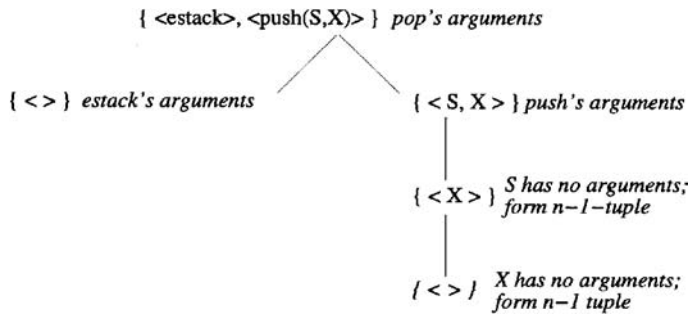 { <estack>, <push(S,X)> } pop's arguments
{ < > } estack's arguments
{ < S, X > } push's arguments
{ < X > } S has no arguments;
form n–1–tuple
{ < > } X has no arguments;
form n–1 tuple